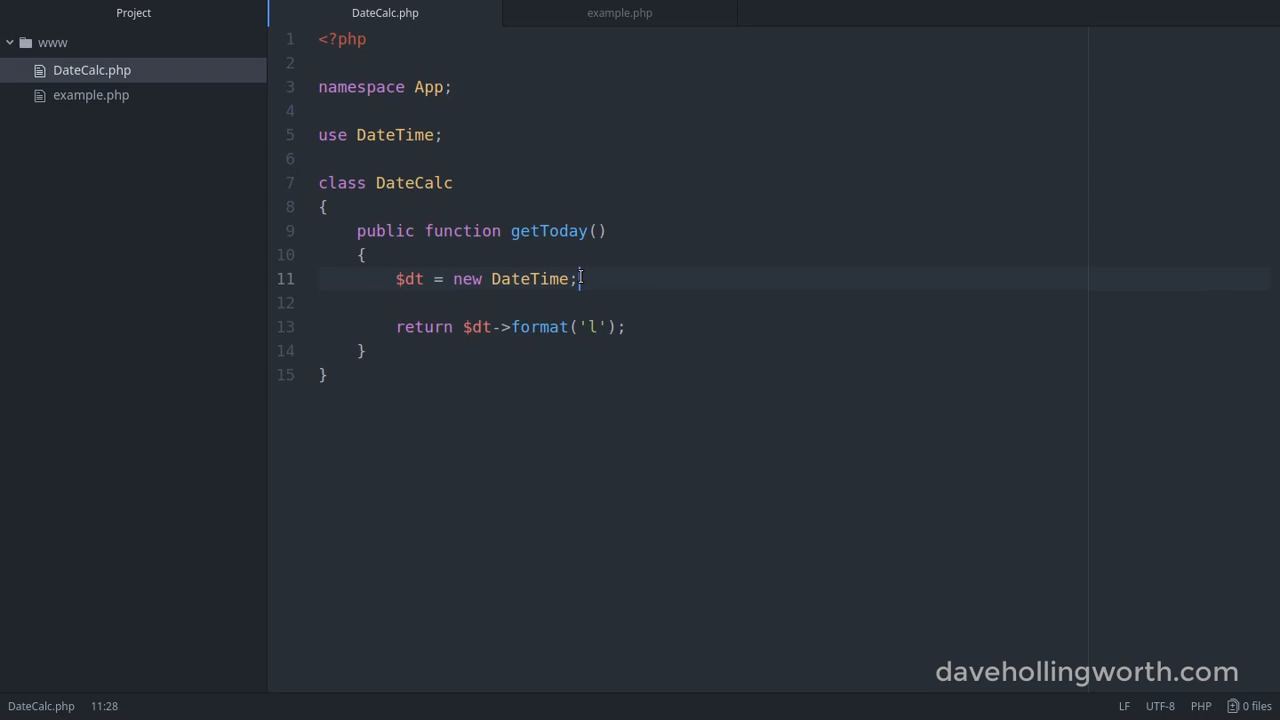 Project
DateCalc.php
example.php
www
DateCalc.php
example.php
1 <?php
2
3 namespace App;
4
5 use DateTime;
6
7 class DateCalc
8 {
9     public function getToday()
10     {
11         $dt = new DateTime;
12
13         return $dt->format('l');
14     }
15 }
davehollingworth.com
DateCalc.php 11:28 LF UTF-8 PHP 0 files